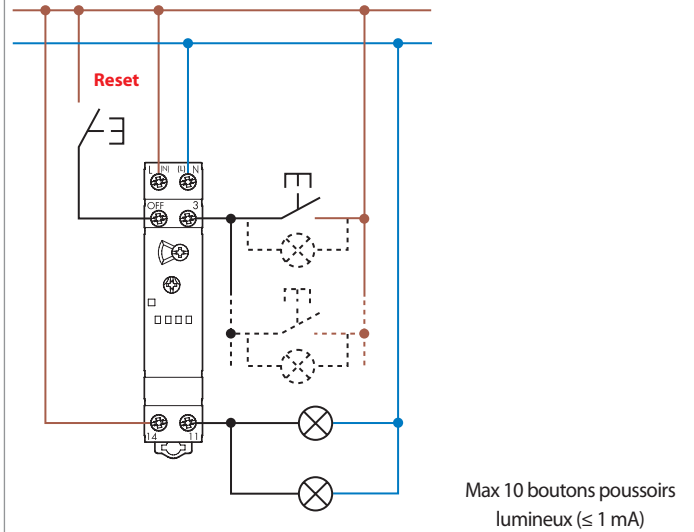 Reset
L (N) (L) N
OFF 3
14 11
Max 10 boutons poussoirs
lumineux (≤ 1 mA)